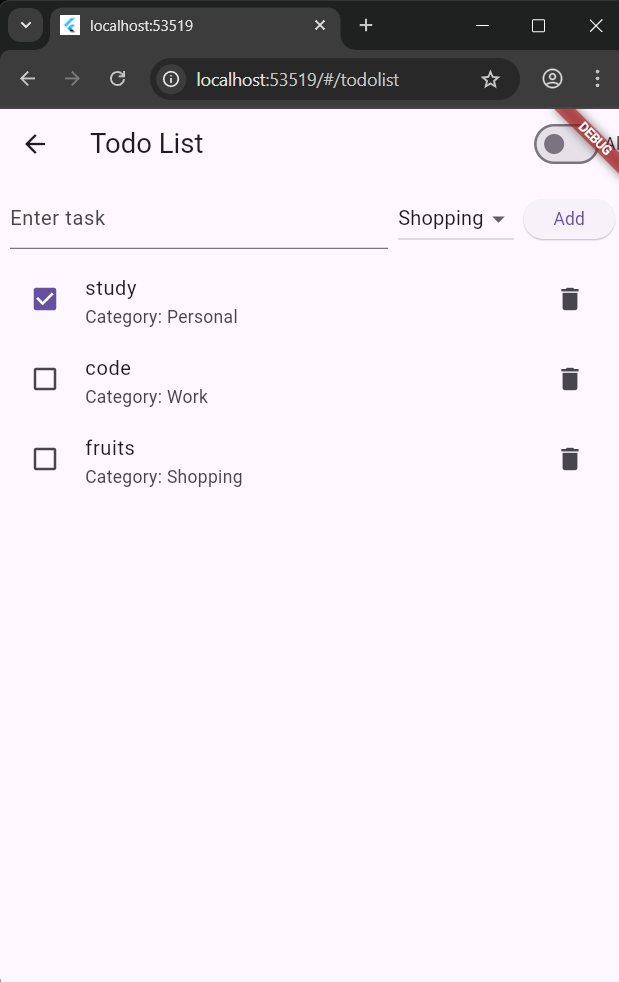 localhost:53519
localhost:53519/#/todolist
Todo List
DEBUG
Enter task
Shopping
Add
study
Category: Personal
code
Category: Work
fruits
Category: Shopping